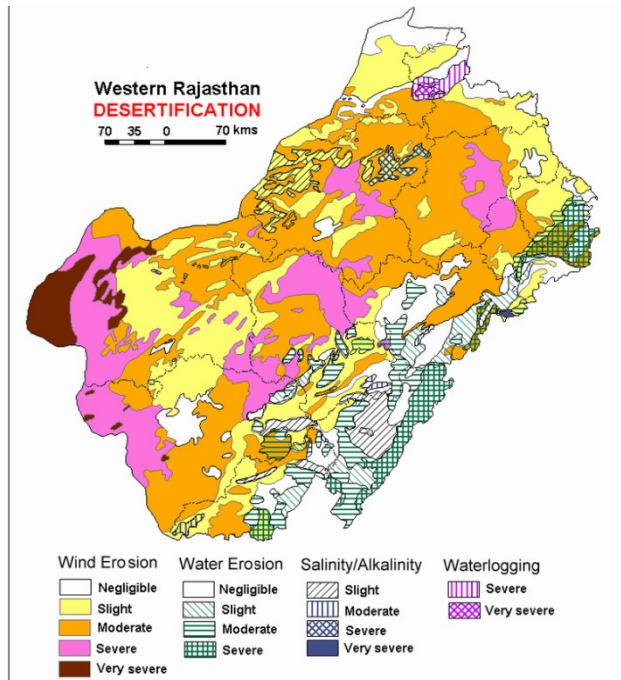 Western Rajasthan
DESERTIFICATION
70 35 0 70 kms
Wind Erosion
Negligible
Slight
Moderate
Severe
Very severe
Water Erosion
Negligible
Slight
Moderate
Severe
Salinity/Alkalinity
Slight
Moderate
Severe
Very severe
Waterlogging
Severe
Very severe